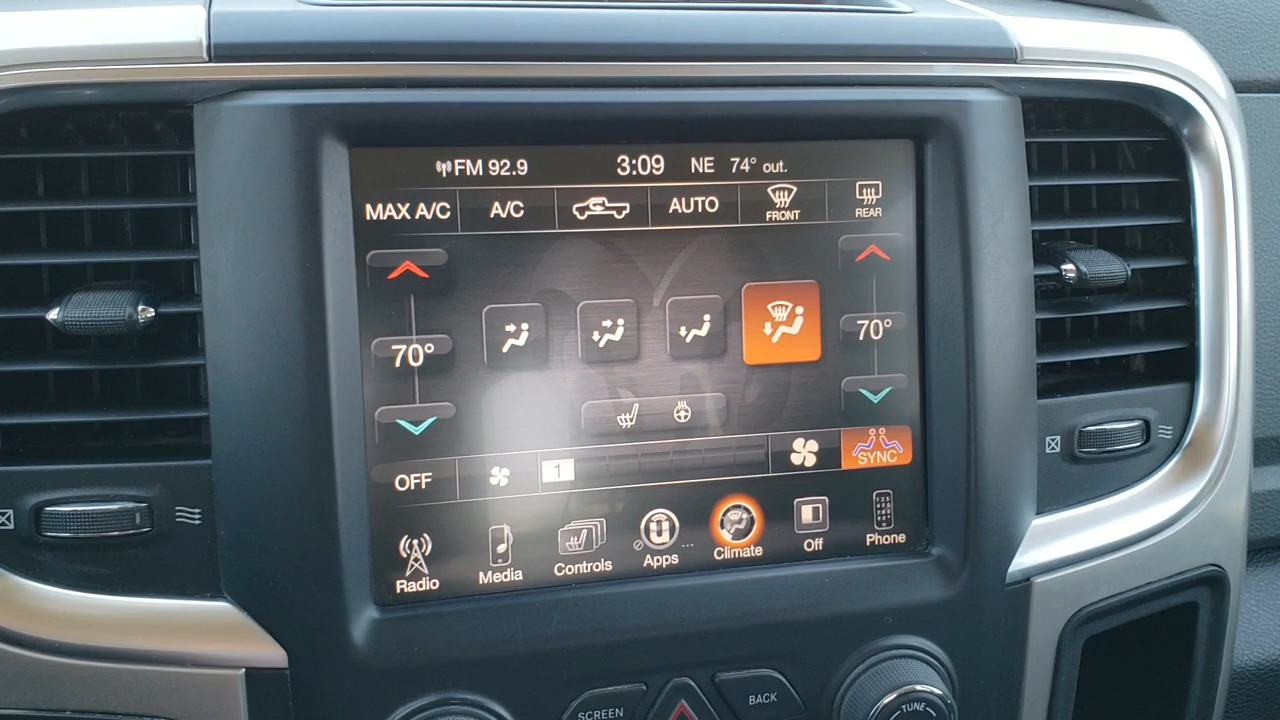 FM 92.9 3:09 NE 74° out.
MAX A/C A/C AUTO FRONT REAR
70° 70°
OFF 1 SYNC
Radio Media Controls Apps ... Climate Off Phone
SCREEN BACK TUNE